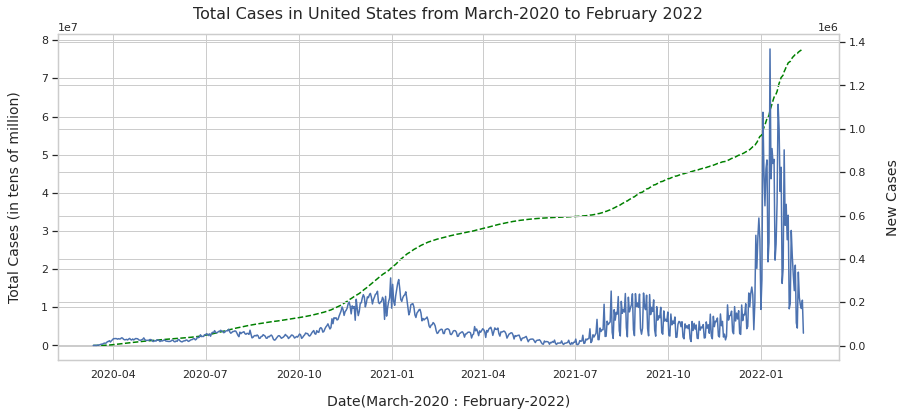 Total Cases in United States from March-2020 to February 2022
1e7
1e6
8
7
6
5
4
3
2
1
0
1.4
1.2
1.0
0.8
0.6
0.4
0.2
0.0
Total Cases (in tens of million)
New Cases
2020-04 2020-07 2020-10 2021-01 2021-04 2021-07 2021-10 2022-01
Date(March-2020 : February-2022)